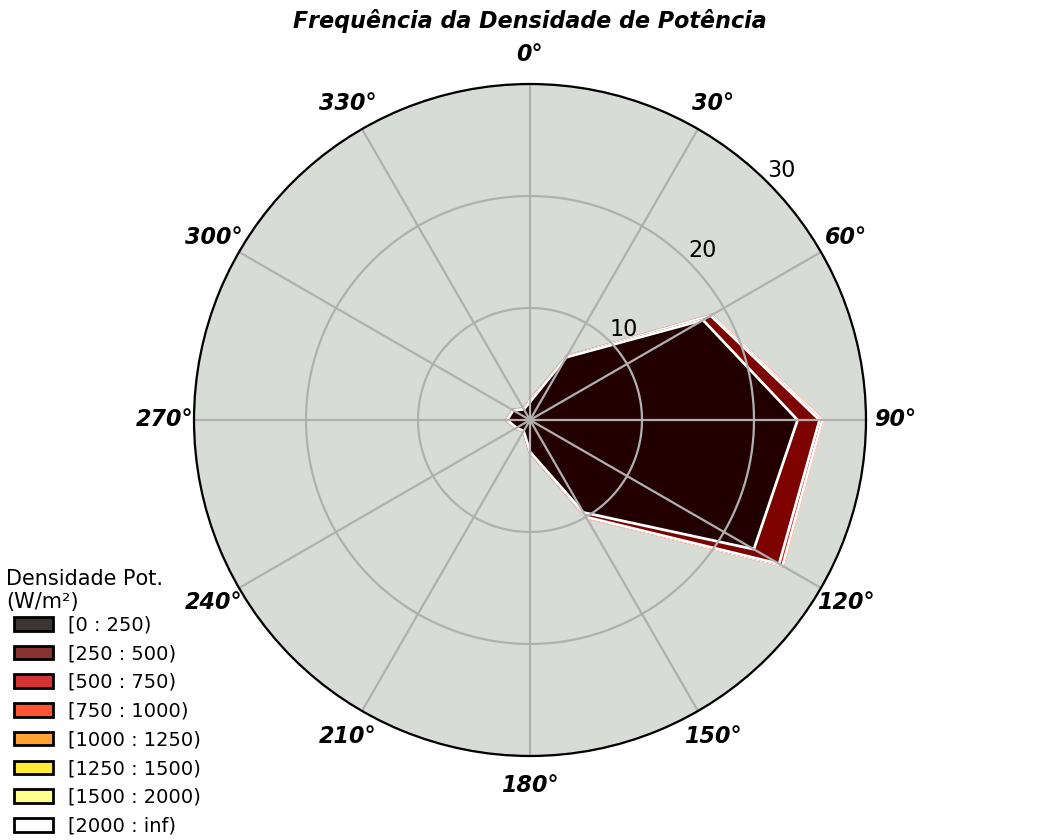 Frequência da Densidade de Potência
0°
330°
30°
30
300°
60°
20
10
270°
90°
240°
120°
210°
150°
180°
Densidade Pot.
(W/m²)
[0 : 250)
[250 : 500)
[500 : 750)
[750 : 1000)
[1000 : 1250)
[1250 : 1500)
[1500 : 2000)
[2000 : inf)